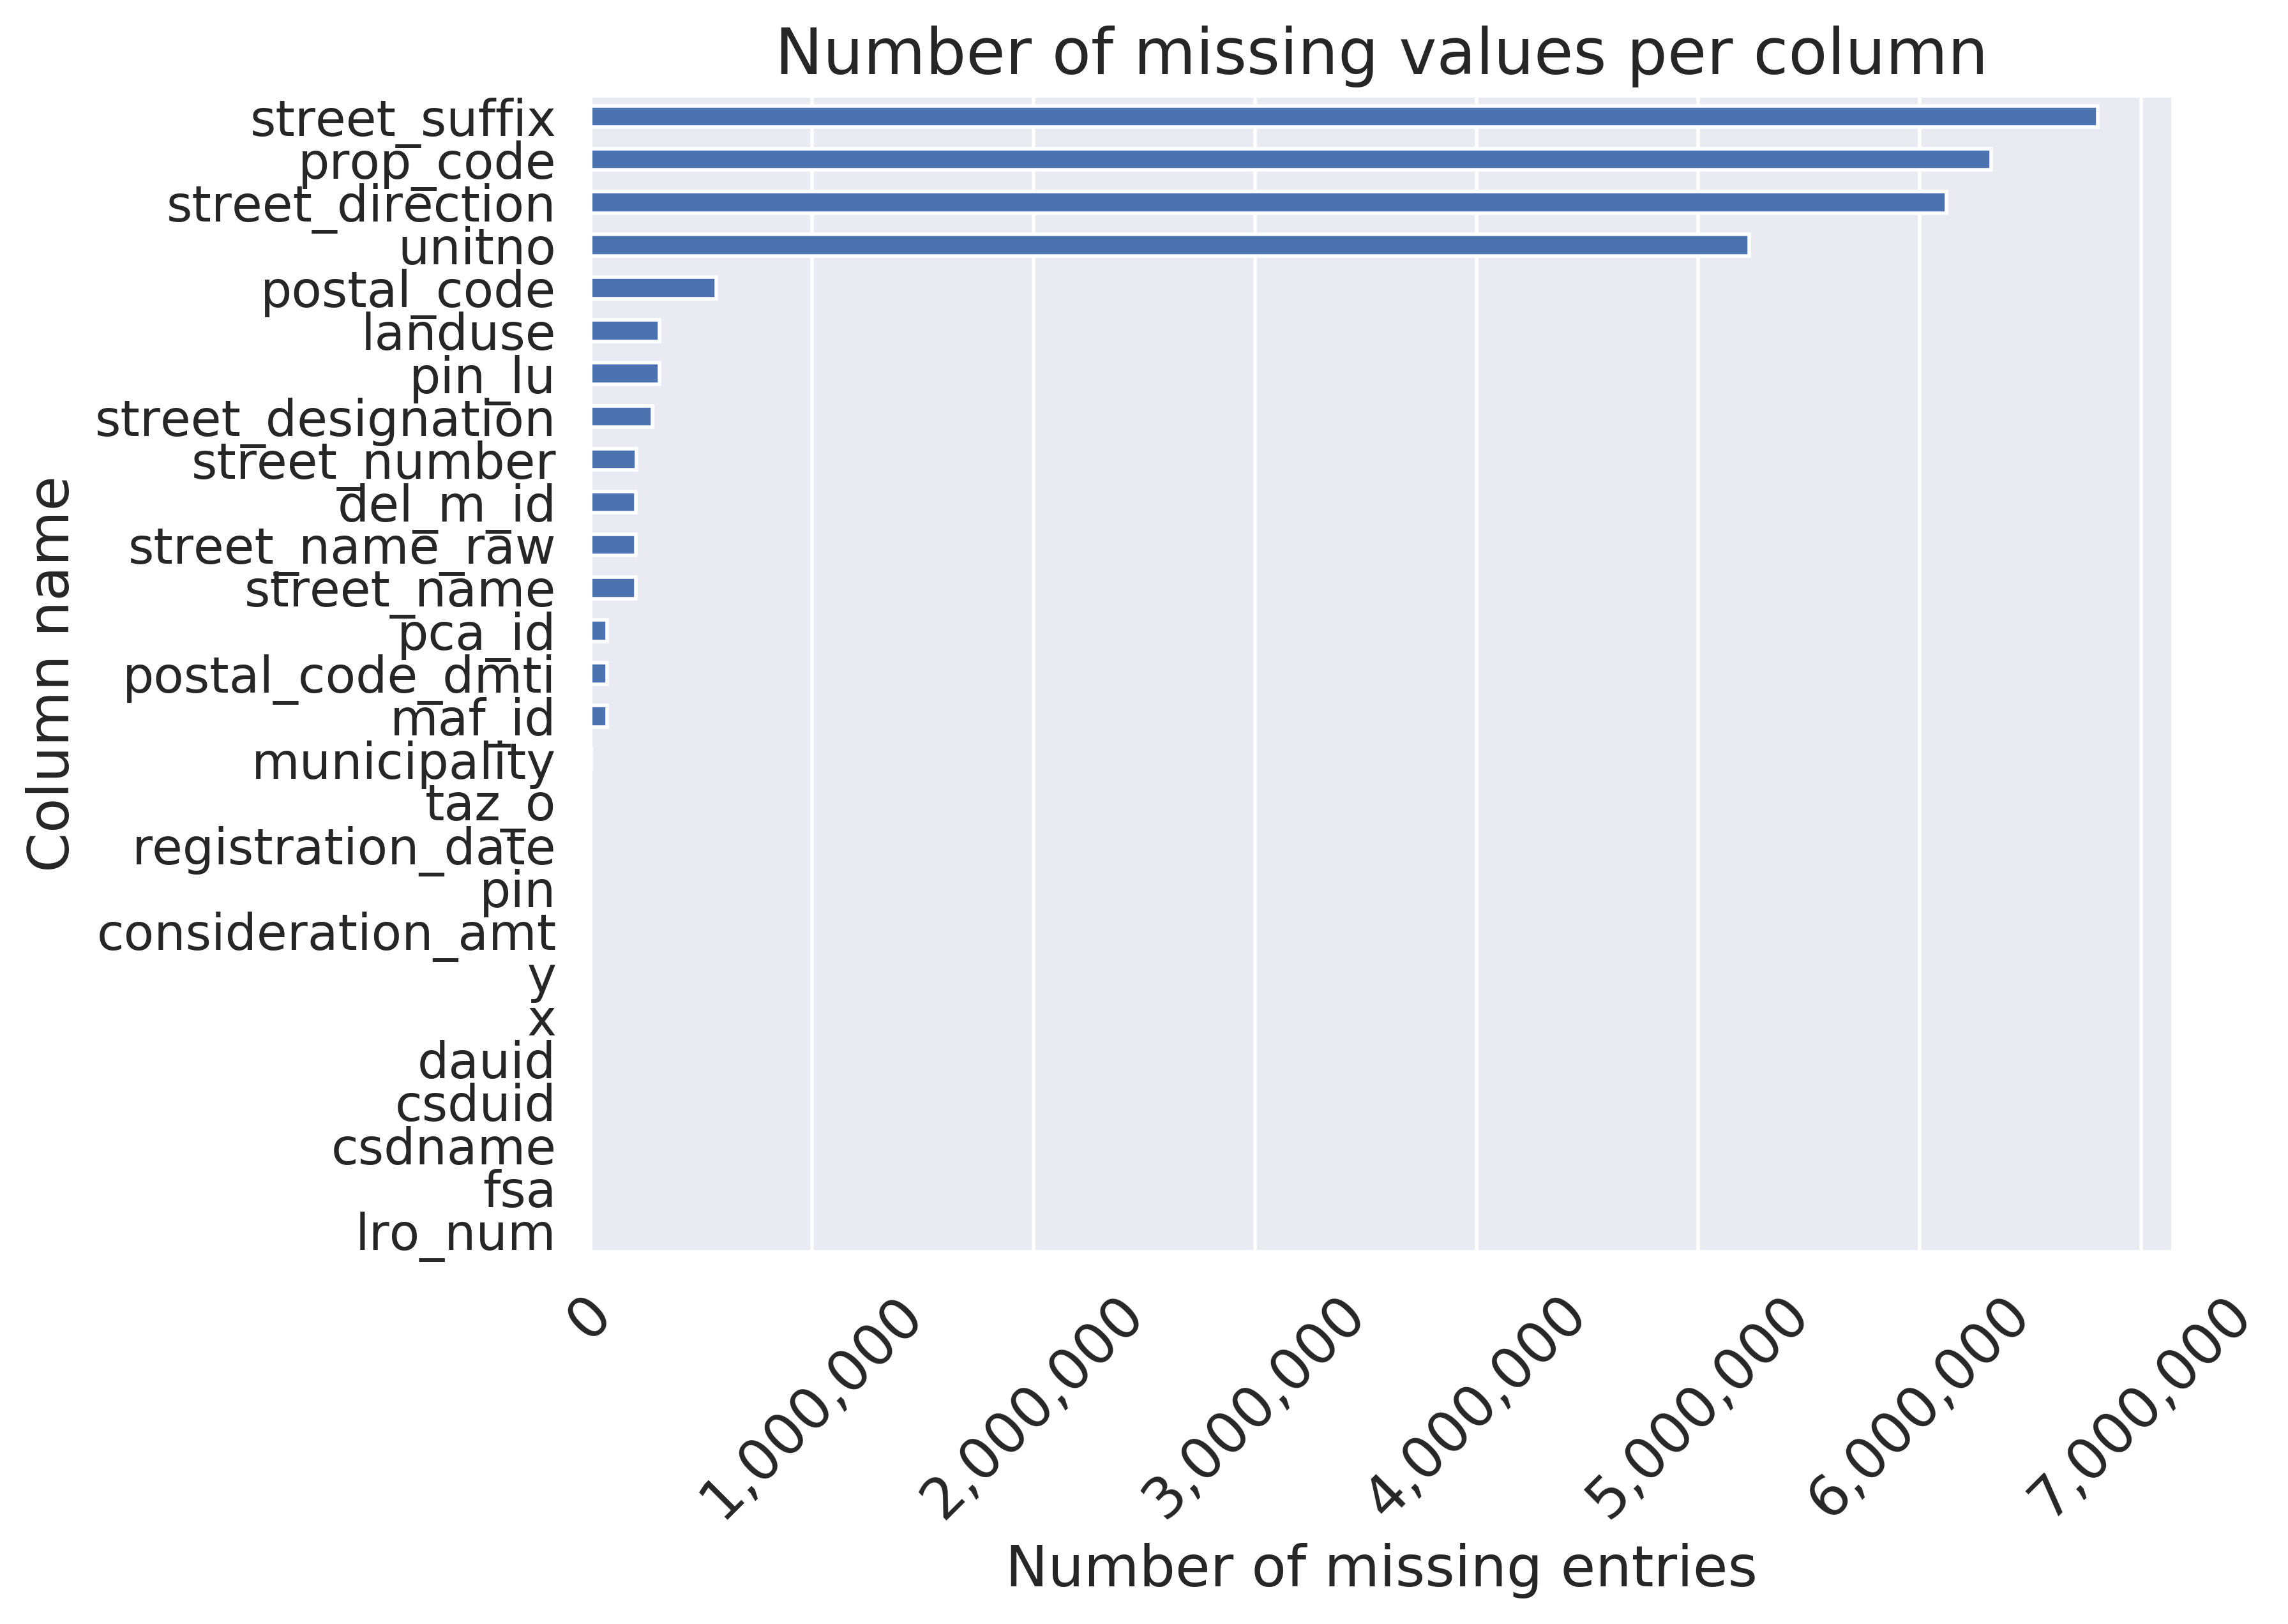 Number of missing values per column
Column name
street_suffix
prop_code
street_direction
unitno
postal_code
landuse
pin_lu
street_designation
street_number
del_m_id
street_name_raw
street_name
pca_id
postal_code_dmti
maf_id
municipality
taz_o
registration_date
pin
consideration_amt
y
x
dauid
csduid
csdname
fsa
lro_num
0
1,000,000
2,000,000
3,000,000
4,000,000
5,000,000
6,000,000
7,000,000
Number of missing entries